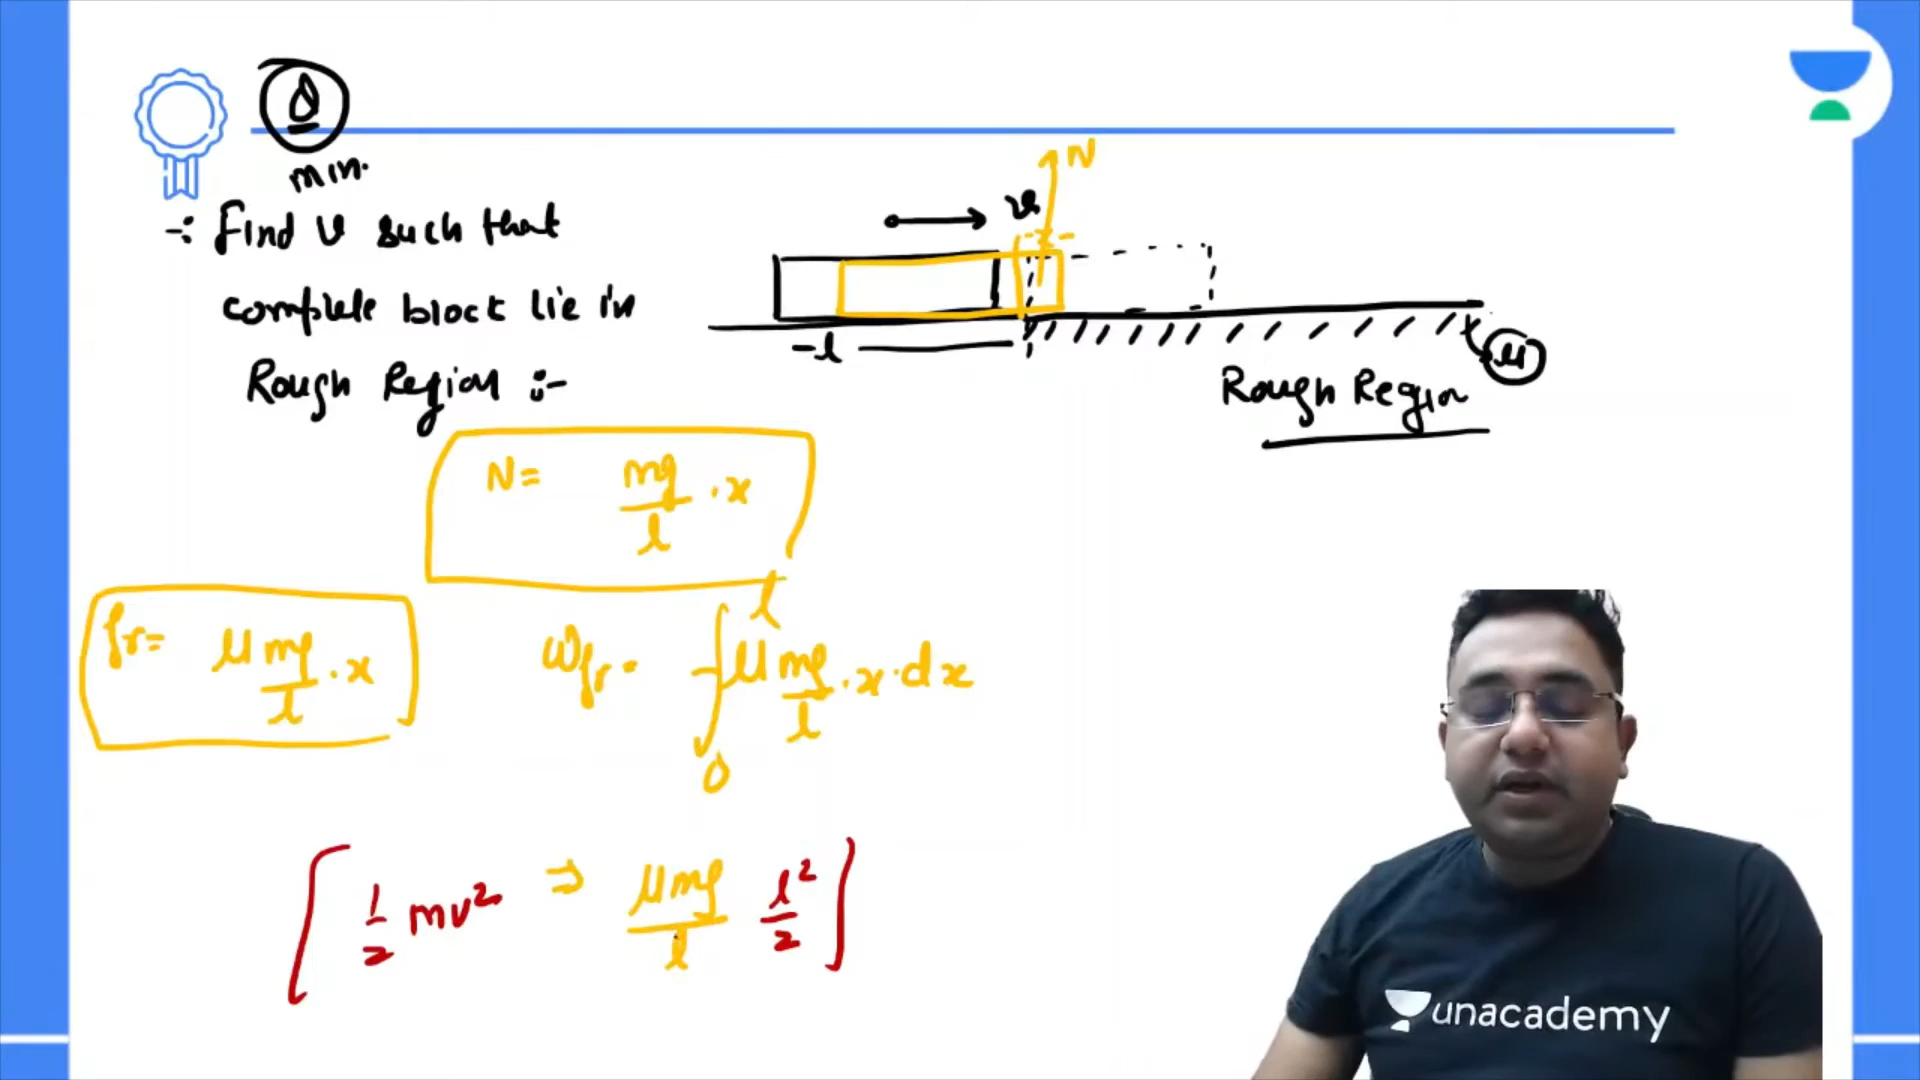 min.
-: Find v such that
complete block lie in
Rough Region :-
N
v
x
l
μ
Rough Region
N = mg/l · x
fr = μmg/l · x
Wfr = ∫₀ˡ -μmg/l · x · dx
[ 1/2 mv² ⇒ μmg/l l²/2 ]
unacademy